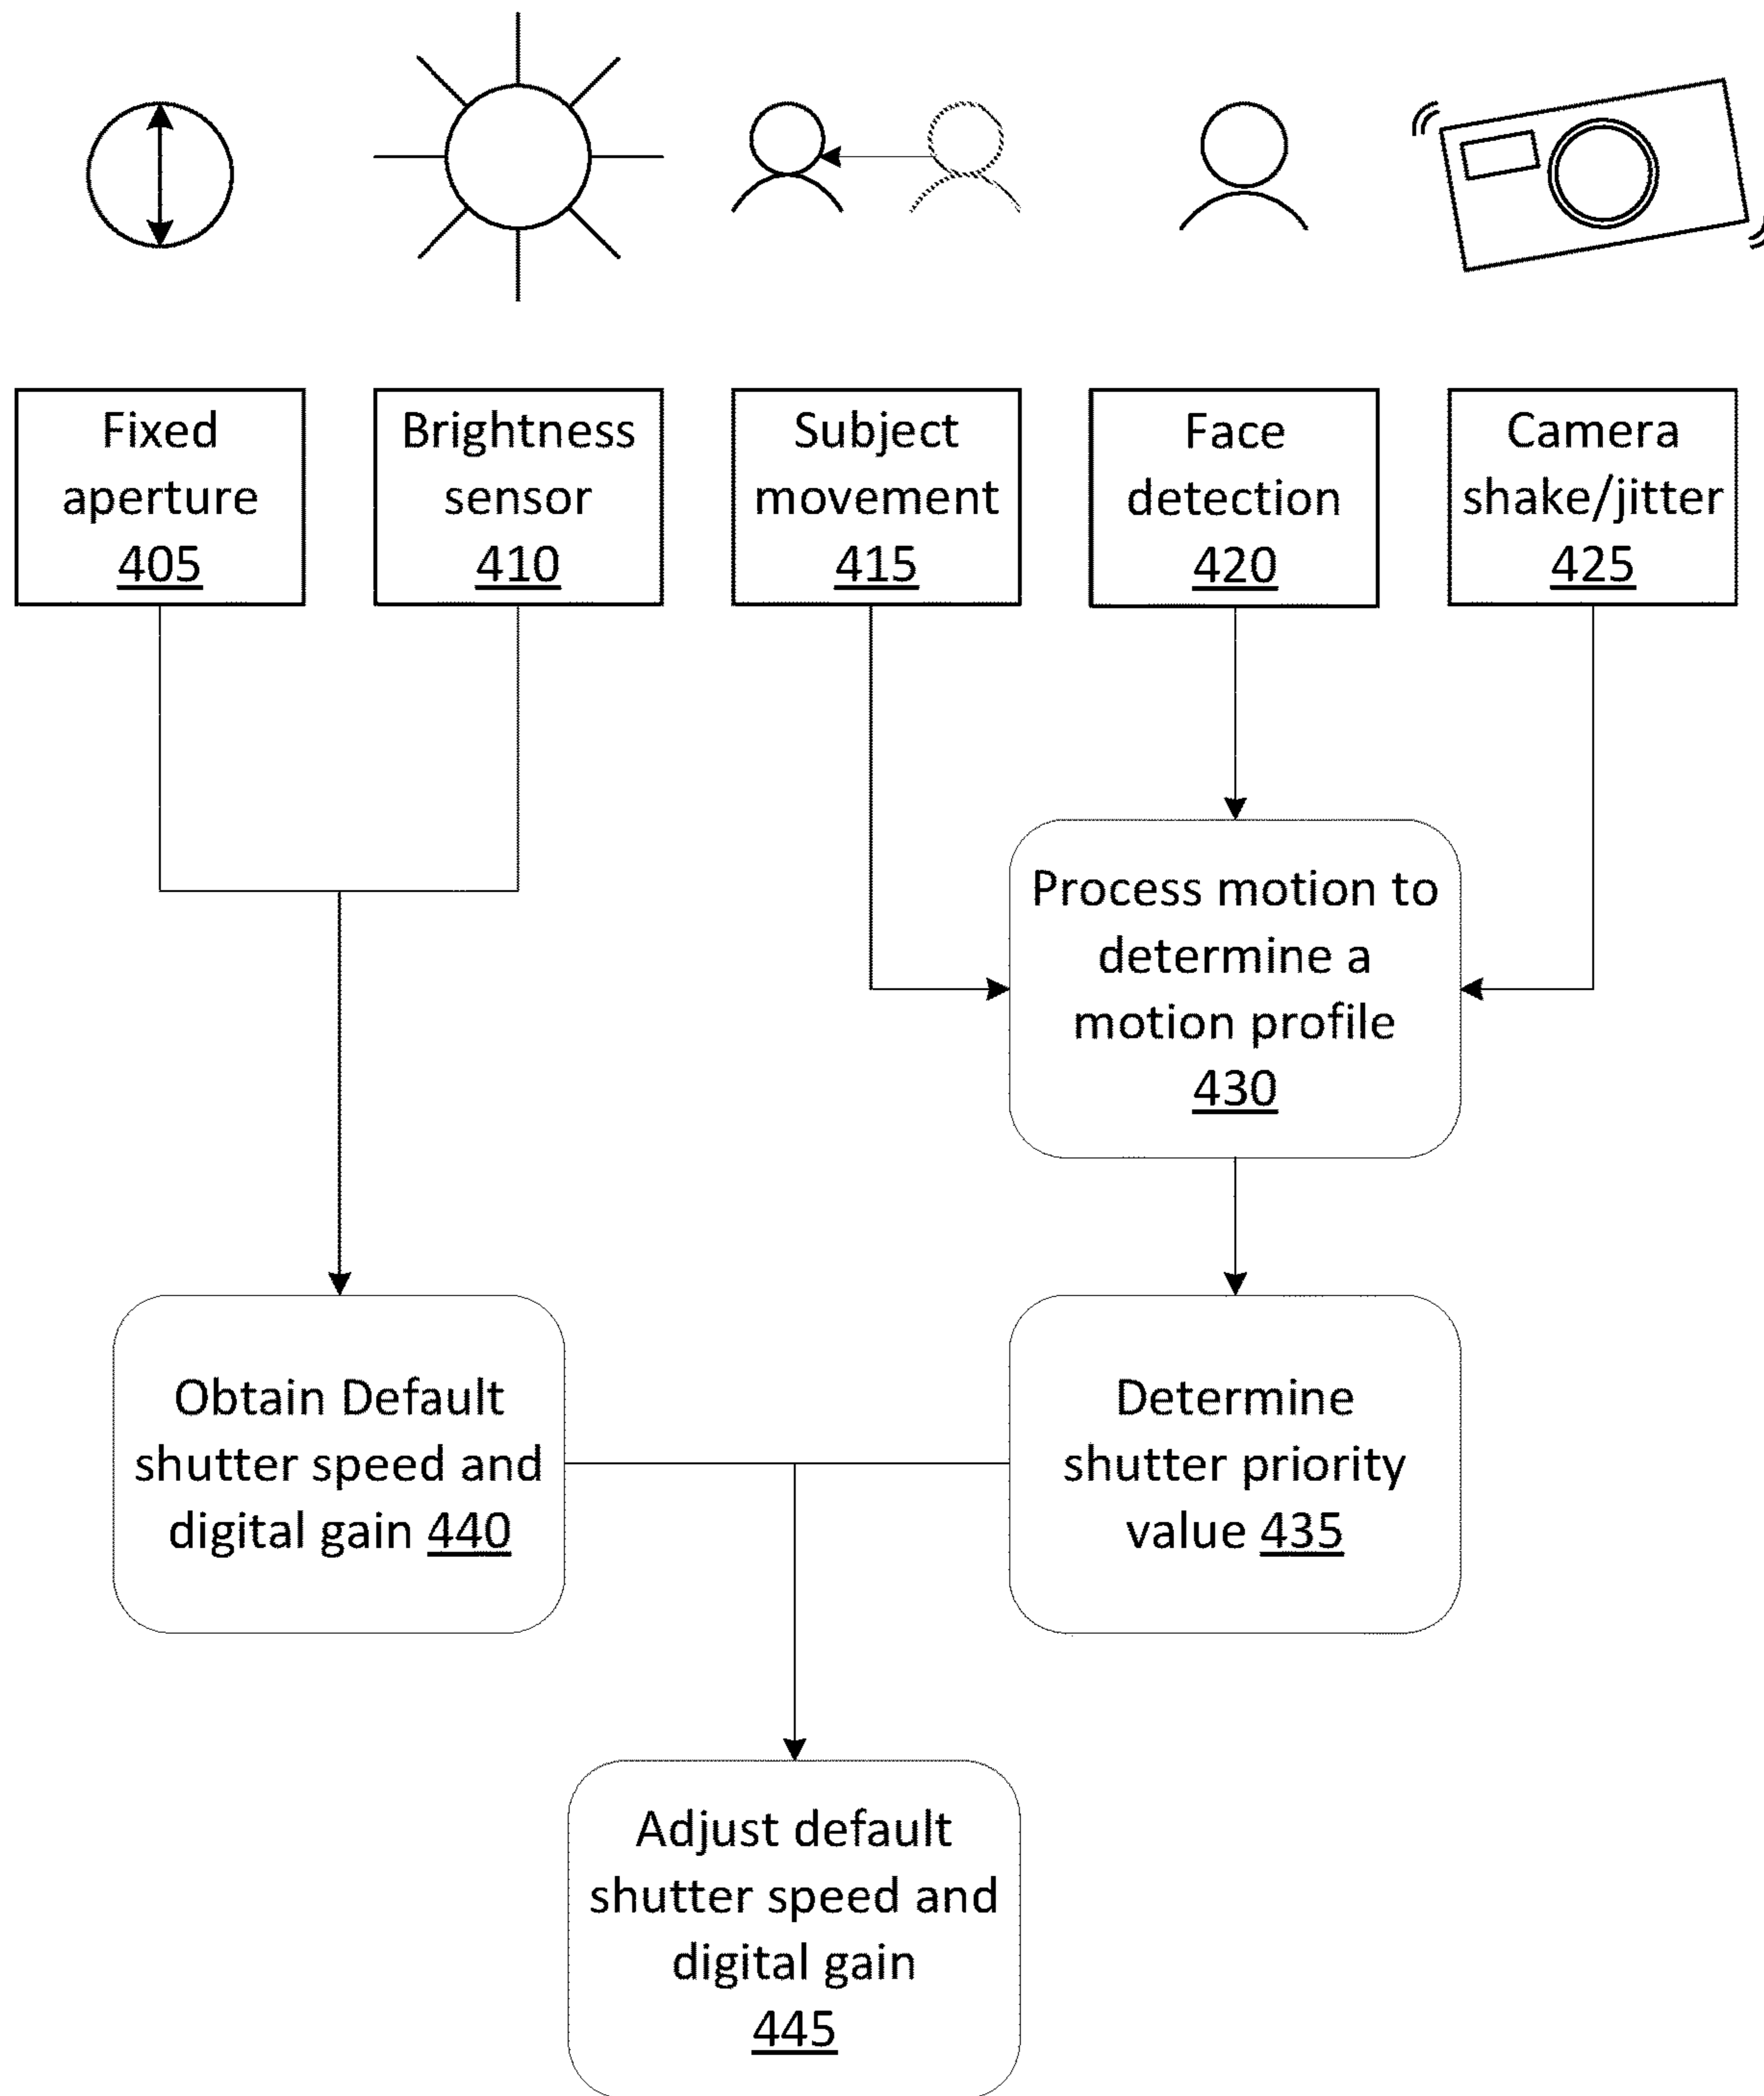 Fixed
aperture
405
Brightness
sensor
410
Subject
movement
415
Face
detection
420
Camera
shake/jitter
425
Process motion to
determine a
motion profile
430
Obtain Default
shutter speed and
digital gain 440
Determine
shutter priority
value 435
Adjust default
shutter speed and
digital gain
445